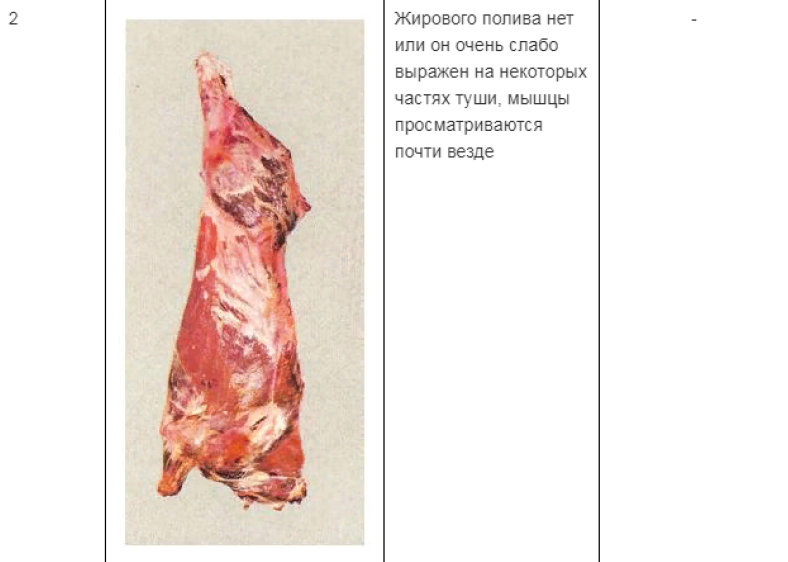 2
Жирового полива нет
или он очень слабо
выражен на некоторых
частях туши, мышцы
просматриваются
почти везде
-